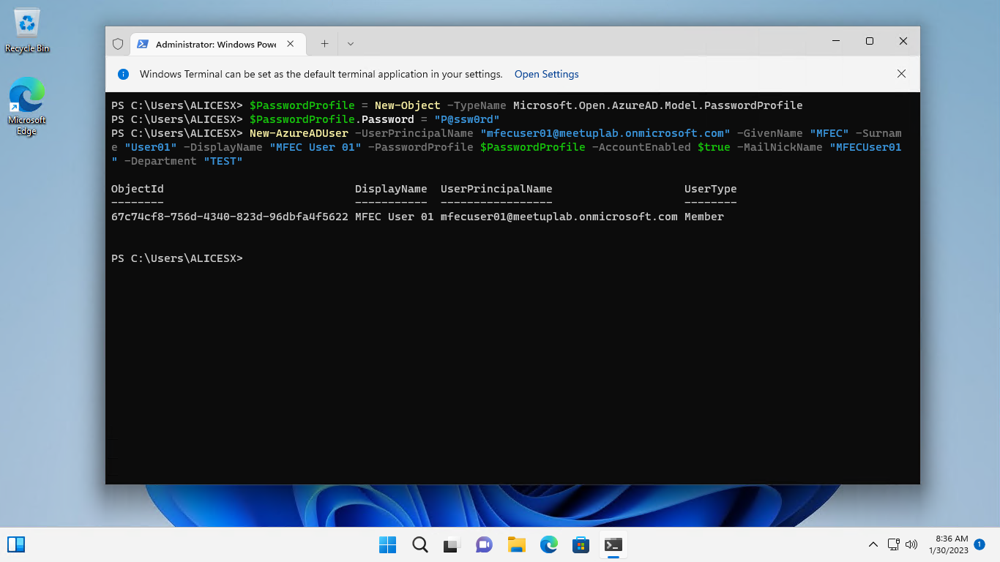 Recycle Bin
Microsoft
Edge
Administrator: Windows Powe
Windows Terminal can be set as the default terminal application in your settings. Open Settings
PS C:\Users\ALICESX> $PasswordProfile = New-Object -TypeName Microsoft.Open.AzureAD.Model.PasswordProfile
PS C:\Users\ALICESX> $PasswordProfile.Password = "P@ssw0rd"
PS C:\Users\ALICESX> New-AzureADUser -UserPrincipalName "mfecuser01@meetuplab.onmicrosoft.com" -GivenName "MFEC" -Surnam
e "User01" -DisplayName "MFEC User 01" -PasswordProfile $PasswordProfile -AccountEnabled $true -MailNickName "MFECUser01
" -Department "TEST"
ObjectId DisplayName UserPrincipalName UserType
-------- ----------- ----------------- --------
67c74cf8-756d-4340-823d-96dbfa4f5622 MFEC User 01 mfecuser01@meetuplab.onmicrosoft.com Member
PS C:\Users\ALICESX>
8:36 AM
1/30/2023
1